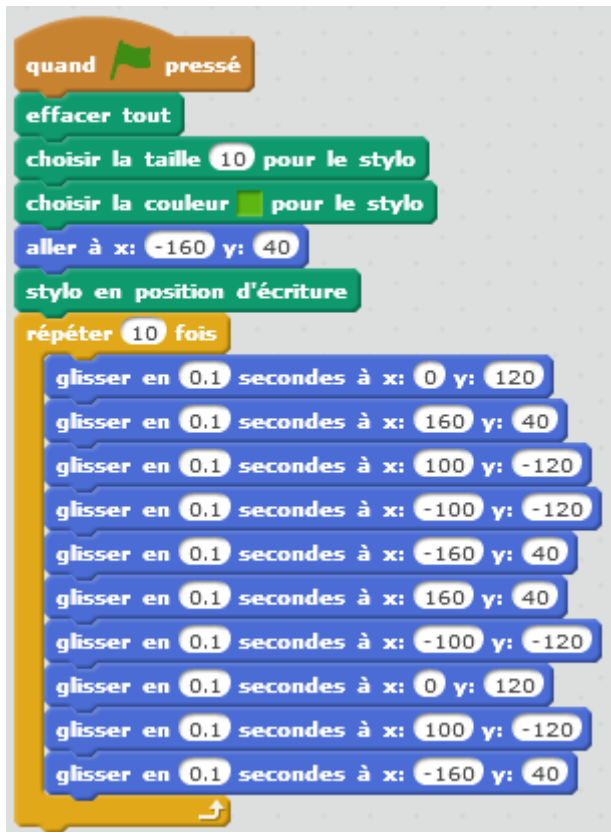 quand pressé
effacer tout
choisir la taille 10 pour le stylo
choisir la couleur pour le stylo
aller à x: -160 y: 40
stylo en position d'écriture
répéter 10 fois
glisser en 0.1 secondes à x: 0 y: 120
glisser en 0.1 secondes à x: 160 y: 40
glisser en 0.1 secondes à x: 100 y: -120
glisser en 0.1 secondes à x: -100 y: -120
glisser en 0.1 secondes à x: -160 y: 40
glisser en 0.1 secondes à x: 160 y: 40
glisser en 0.1 secondes à x: -100 y: -120
glisser en 0.1 secondes à x: 0 y: 120
glisser en 0.1 secondes à x: 100 y: -120
glisser en 0.1 secondes à x: -160 y: 40